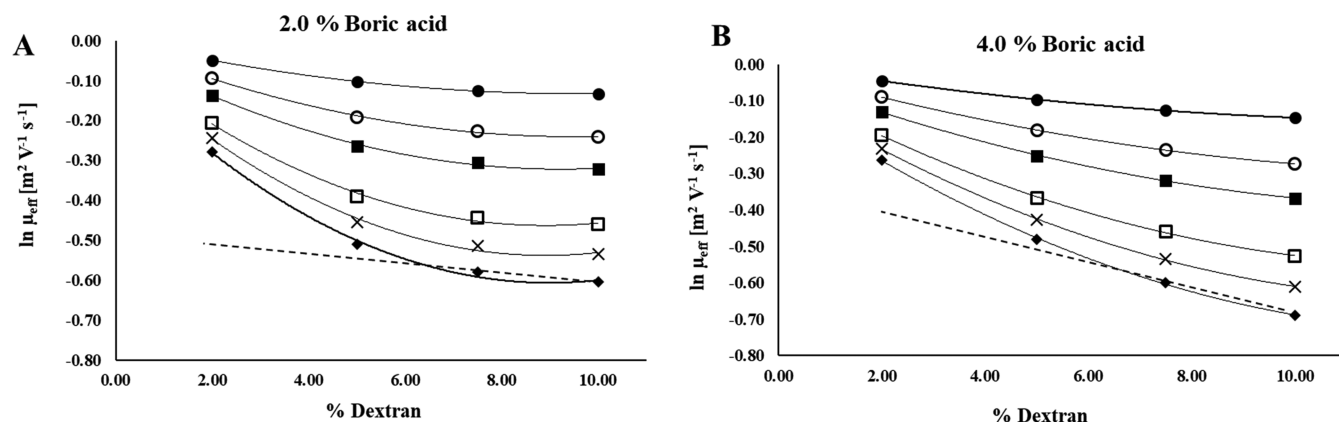 A
2.0 % Boric acid
ln μeff [m² V⁻¹ s⁻¹]
0.00
-0.10
-0.20
-0.30
-0.40
-0.50
-0.60
-0.70
-0.80
0.00 2.00 4.00 6.00 8.00 10.00
% Dextran
B
4.0 % Boric acid
ln μeff [m² V⁻¹ s⁻¹]
0.00
-0.10
-0.20
-0.30
-0.40
-0.50
-0.60
-0.70
-0.80
0.00 2.00 4.00 6.00 8.00 10.00
% Dextran